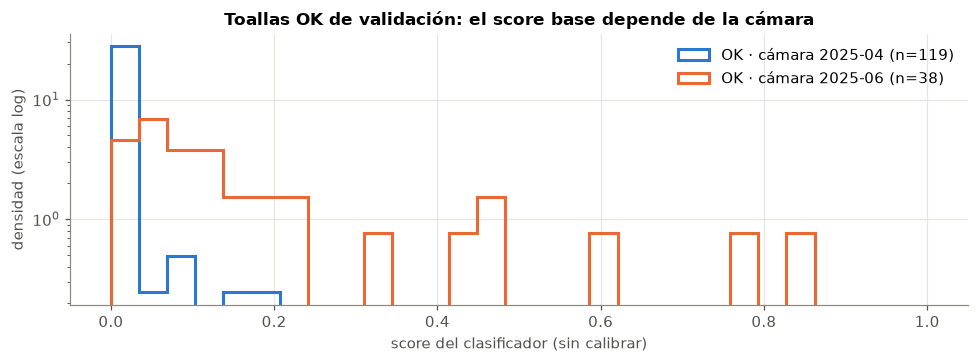 Toallas OK de validación: el score base depende de la cámara
OK · cámara 2025-04 (n=119)
OK · cámara 2025-06 (n=38)
densidad (escala log)
10¹
10⁰
0.0 0.2 0.4 0.6 0.8 1.0
score del clasificador (sin calibrar)